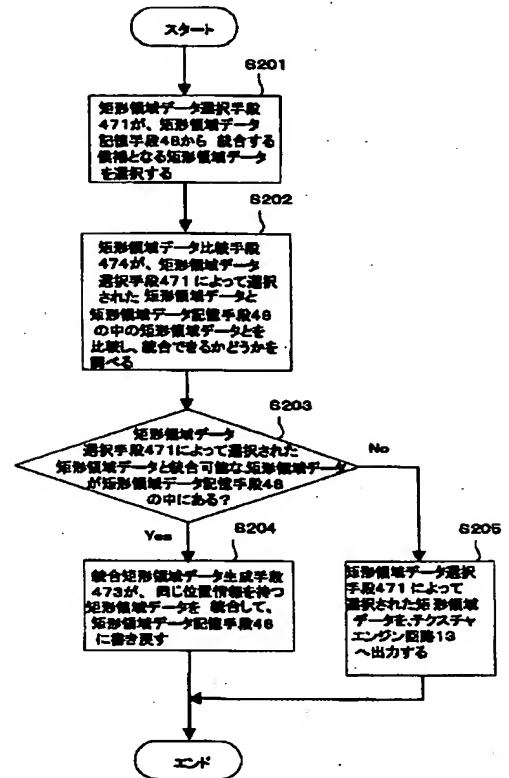 スタート
S201
矩形領域データ選択手段
471が、矩形領域データ
記憶手段48から 統合する
候補となる矩形領域データ
を選択する
S202
矩形領域データ比較手段
474が、矩形領域データ
選択手段471によって選択
された 矩形領域データと
矩形領域データ記憶手段48
の中の矩形領域データとを
比較し、統合できるかどうかを
調べる
S203
矩形領域データ
選択手段471によって選択された
矩形領域データと統合可能な、矩形領域データ
が矩形領域データ記憶手段48
の中にある?
No
Yes
S204
統合矩形領域データ生成手段
473が、同じ位置情報を持つ
矩形領域データを 統合して、
矩形領域データ記憶手段48
に書き戻す
S205
矩形領域データ選択
手段471によって
選択された矩形領域
データを、テクスチャ
エンジン回路13
へ出力する
エンド